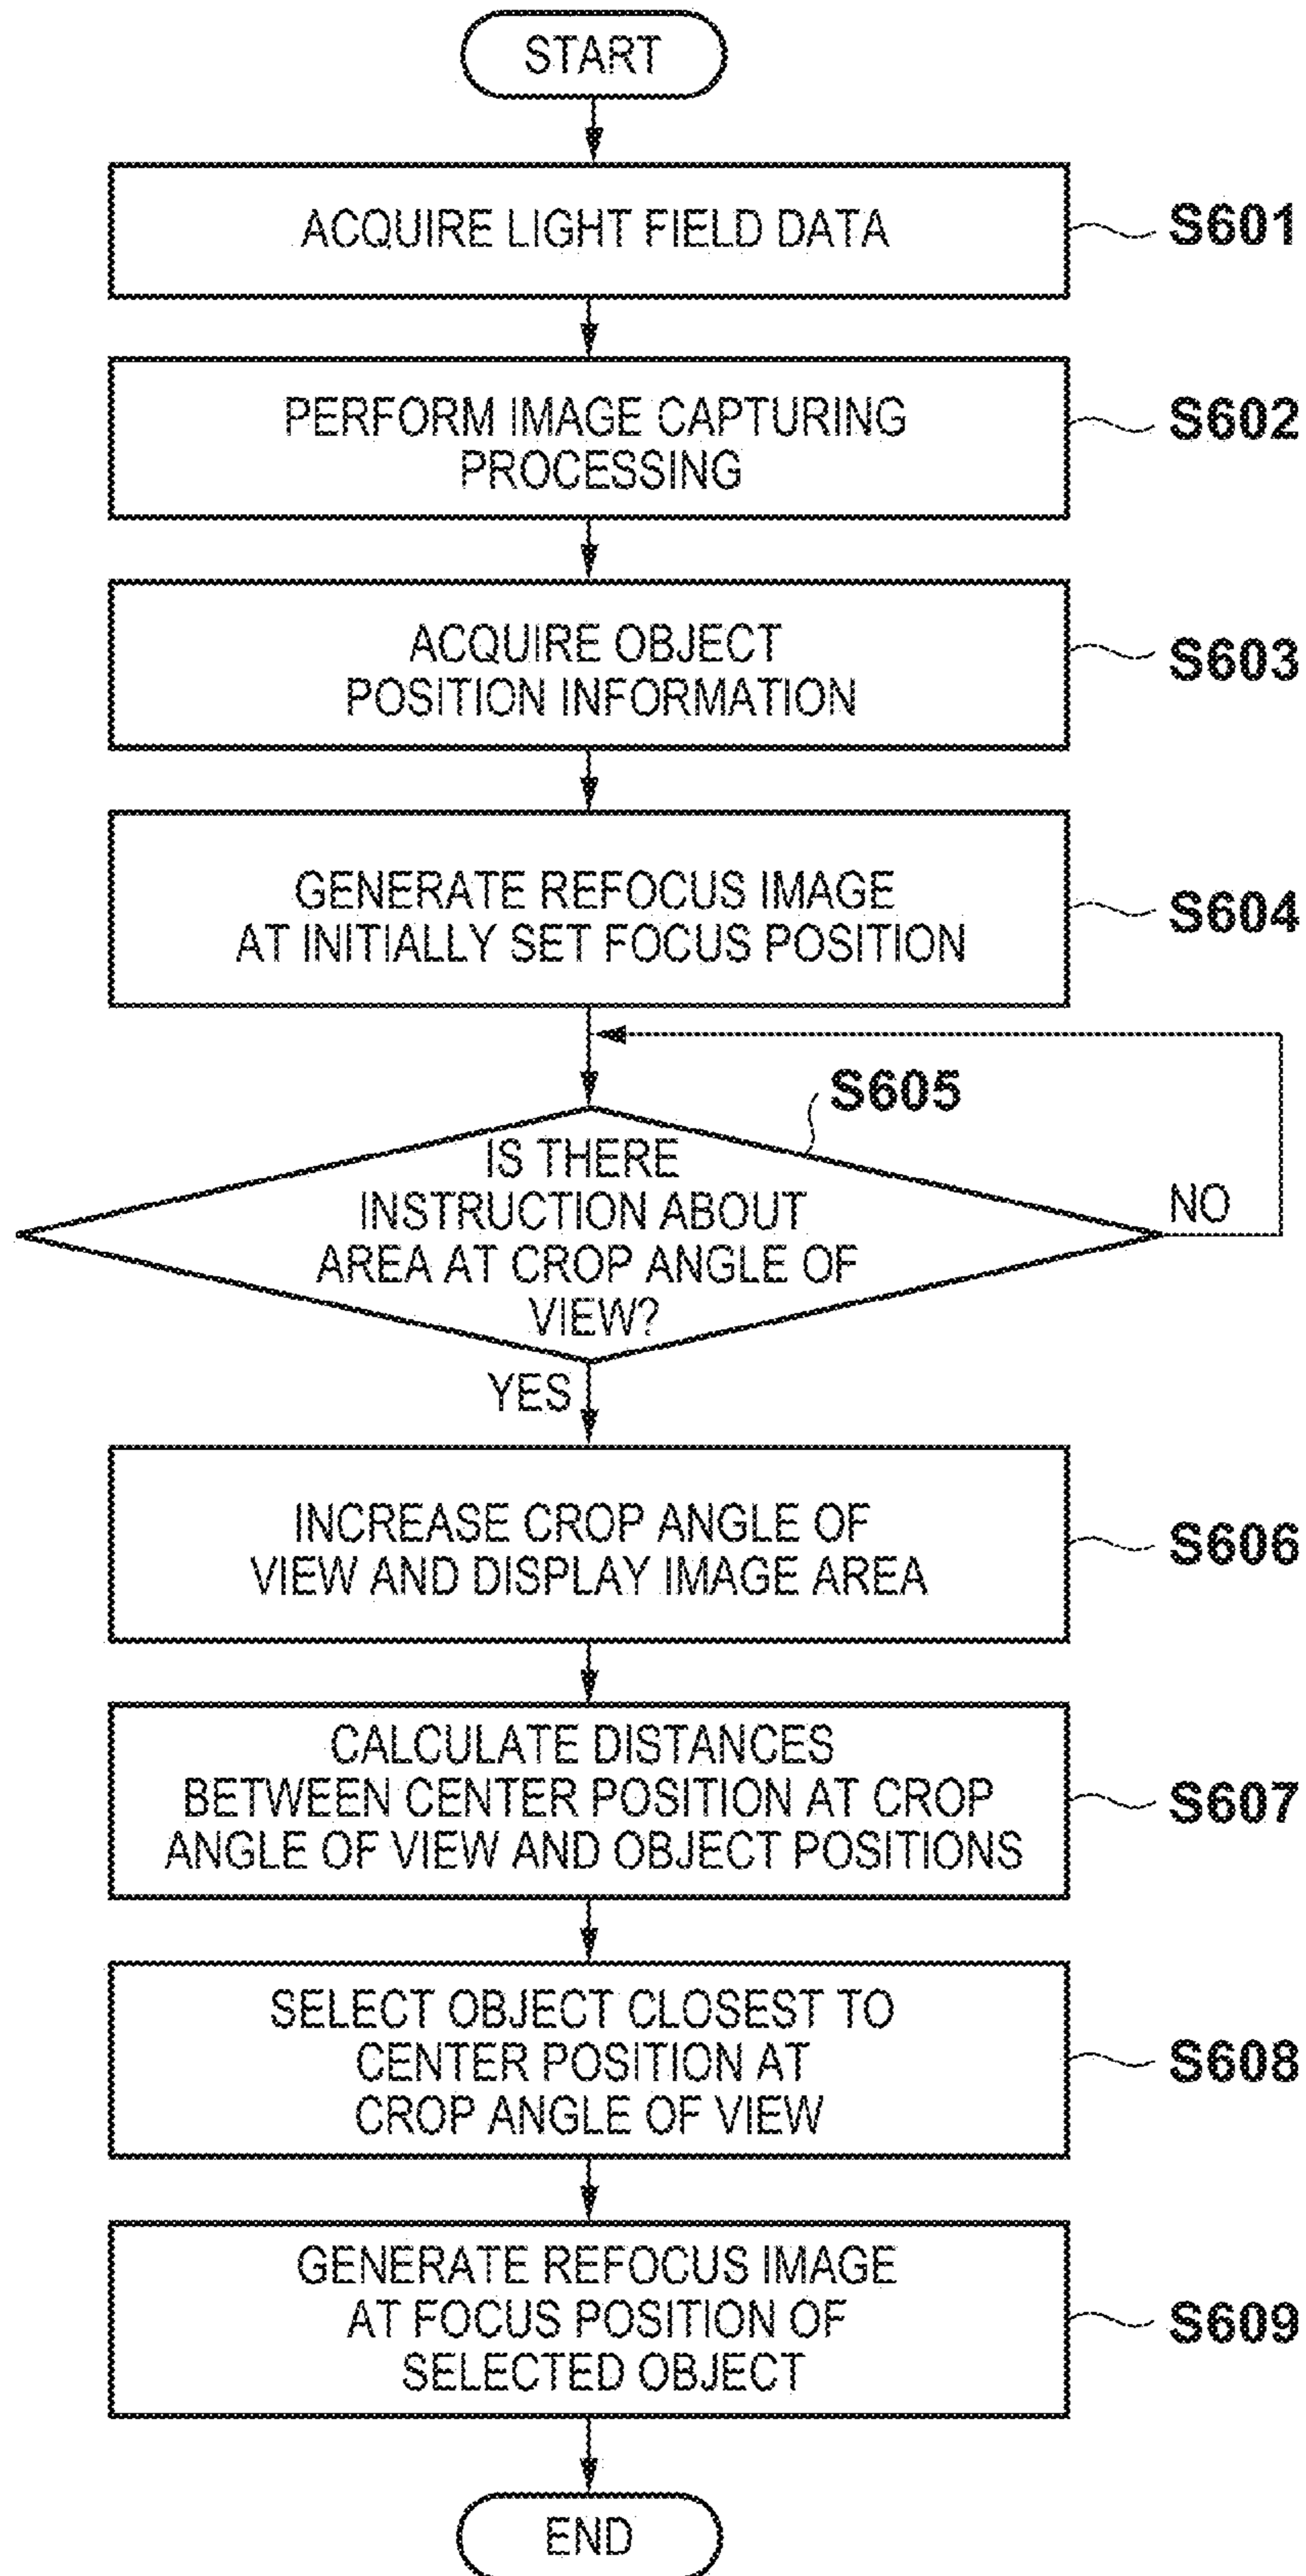 START
ACQUIRE LIGHT FIELD DATA
S601
PERFORM IMAGE CAPTURING
PROCESSING
S602
ACQUIRE OBJECT
POSITION INFORMATION
S603
GENERATE REFOCUS IMAGE
AT INITIALLY SET FOCUS POSITION
S604
S605
IS THERE
INSTRUCTION ABOUT
AREA AT CROP ANGLE OF
VIEW?
NO
YES
INCREASE CROP ANGLE OF
VIEW AND DISPLAY IMAGE AREA
S606
CALCULATE DISTANCES
BETWEEN CENTER POSITION AT CROP
ANGLE OF VIEW AND OBJECT POSITIONS
S607
SELECT OBJECT CLOSEST TO
CENTER POSITION AT
CROP ANGLE OF VIEW
S608
GENERATE REFOCUS IMAGE
AT FOCUS POSITION OF
SELECTED OBJECT
S609
END